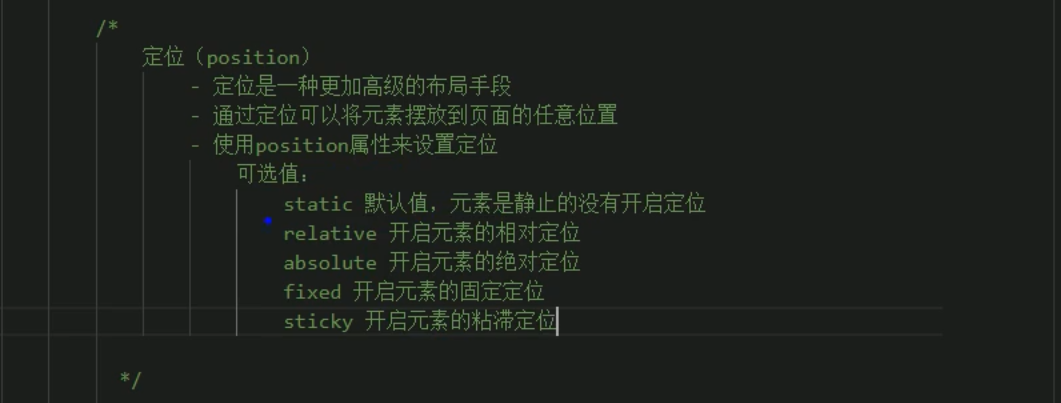 /*
定位（position）
- 定位是一种更加高级的布局手段
- 通过定位可以将元素摆放到页面的任意位置
- 使用position属性来设置定位
可选值：
static 默认值，元素是静止的没有开启定位
relative 开启元素的相对定位
absolute 开启元素的绝对定位
fixed 开启元素的固定定位
sticky 开启元素的粘滞定位
*/